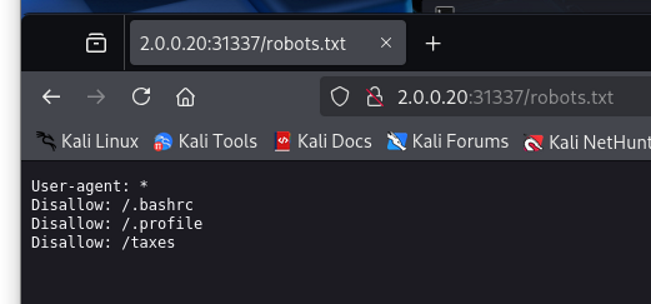 2.0.0.20:31337/robots.txt
2.0.0.20:31337/robots.txt
Kali Linux Kali Tools Kali Docs Kali Forums Kali NetHunt
User-agent: *
Disallow: /.bashrc
Disallow: /.profile
Disallow: /taxes